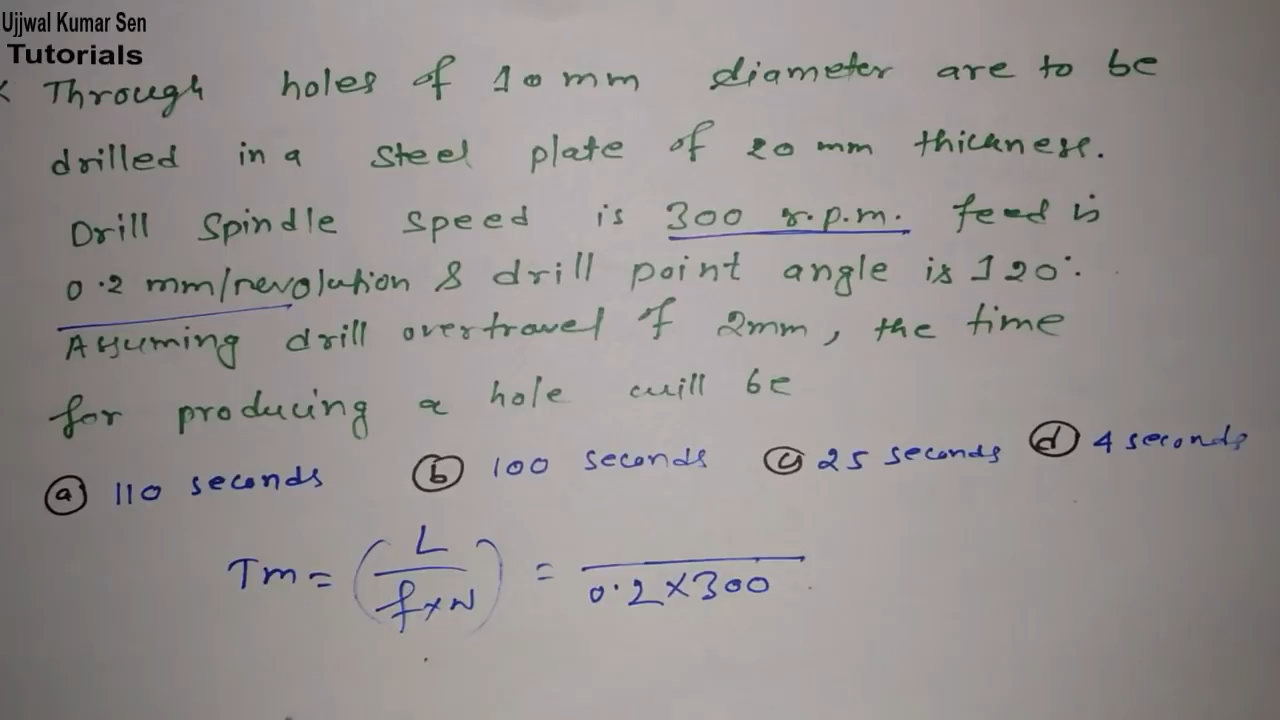 Ujjwal Kumar Sen
Tutorials
Through holes of 10 mm diameter are to be
drilled in a steel plate of 20 mm thickness.
Drill Spindle speed is 300 r.p.m. feed is
0.2 mm/revolution & drill point angle is 120°.
Assuming drill overtravel of 2mm, the time
for producing a hole will be
(a) 110 seconds (b) 100 seconds (c) 25 seconds (d) 4 seconds
Tm = (L / f×N) = / 0.2×300